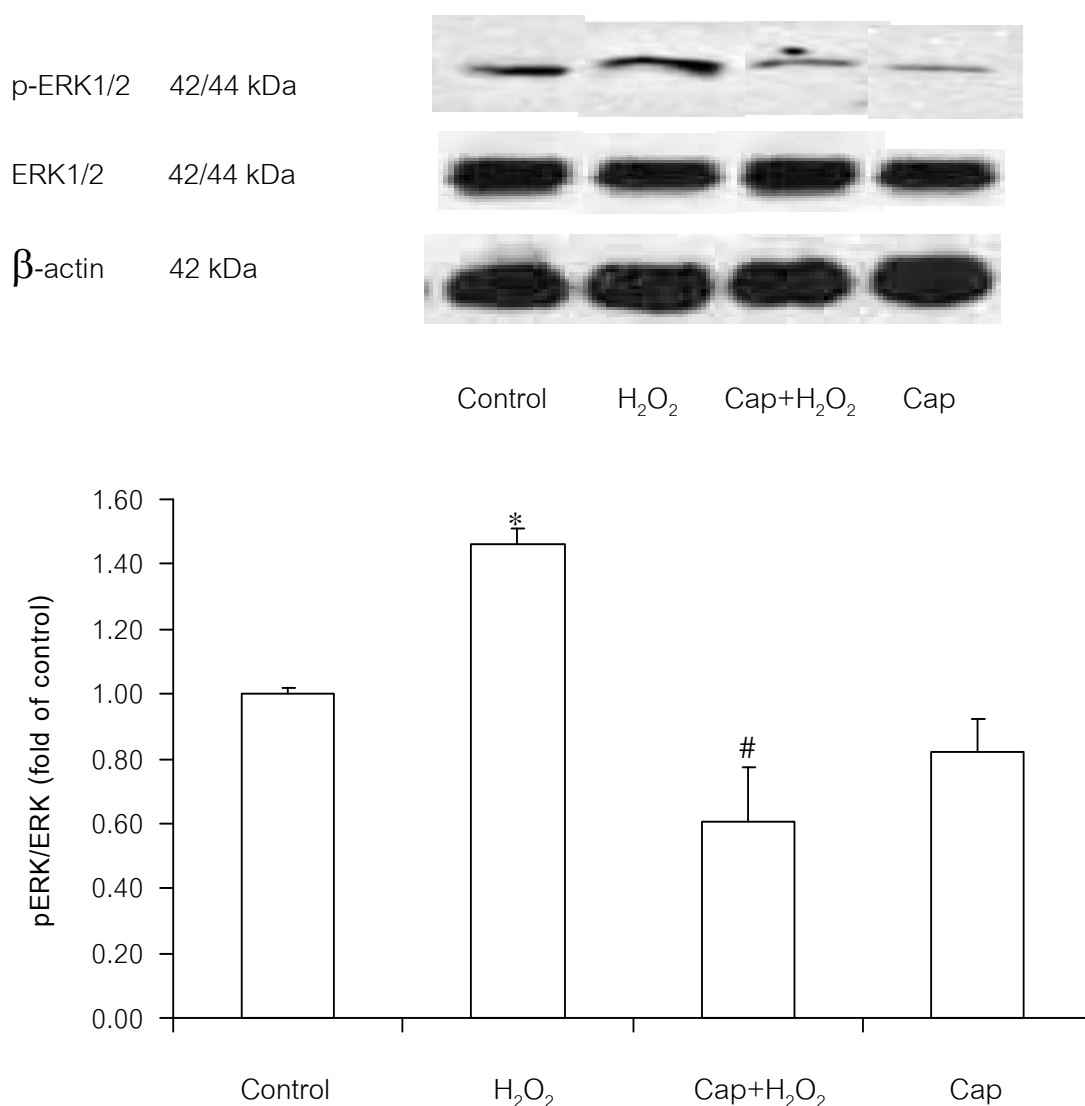 p-ERK1/2 42/44 kDa
ERK1/2 42/44 kDa
β-actin 42 kDa
Control H₂O₂ Cap+H₂O₂ Cap
pERK/ERK (fold of control)
1.60
1.40
1.20
1.00
0.80
0.60
0.40
0.20
0.00
*
#
Control H₂O₂ Cap+H₂O₂ Cap